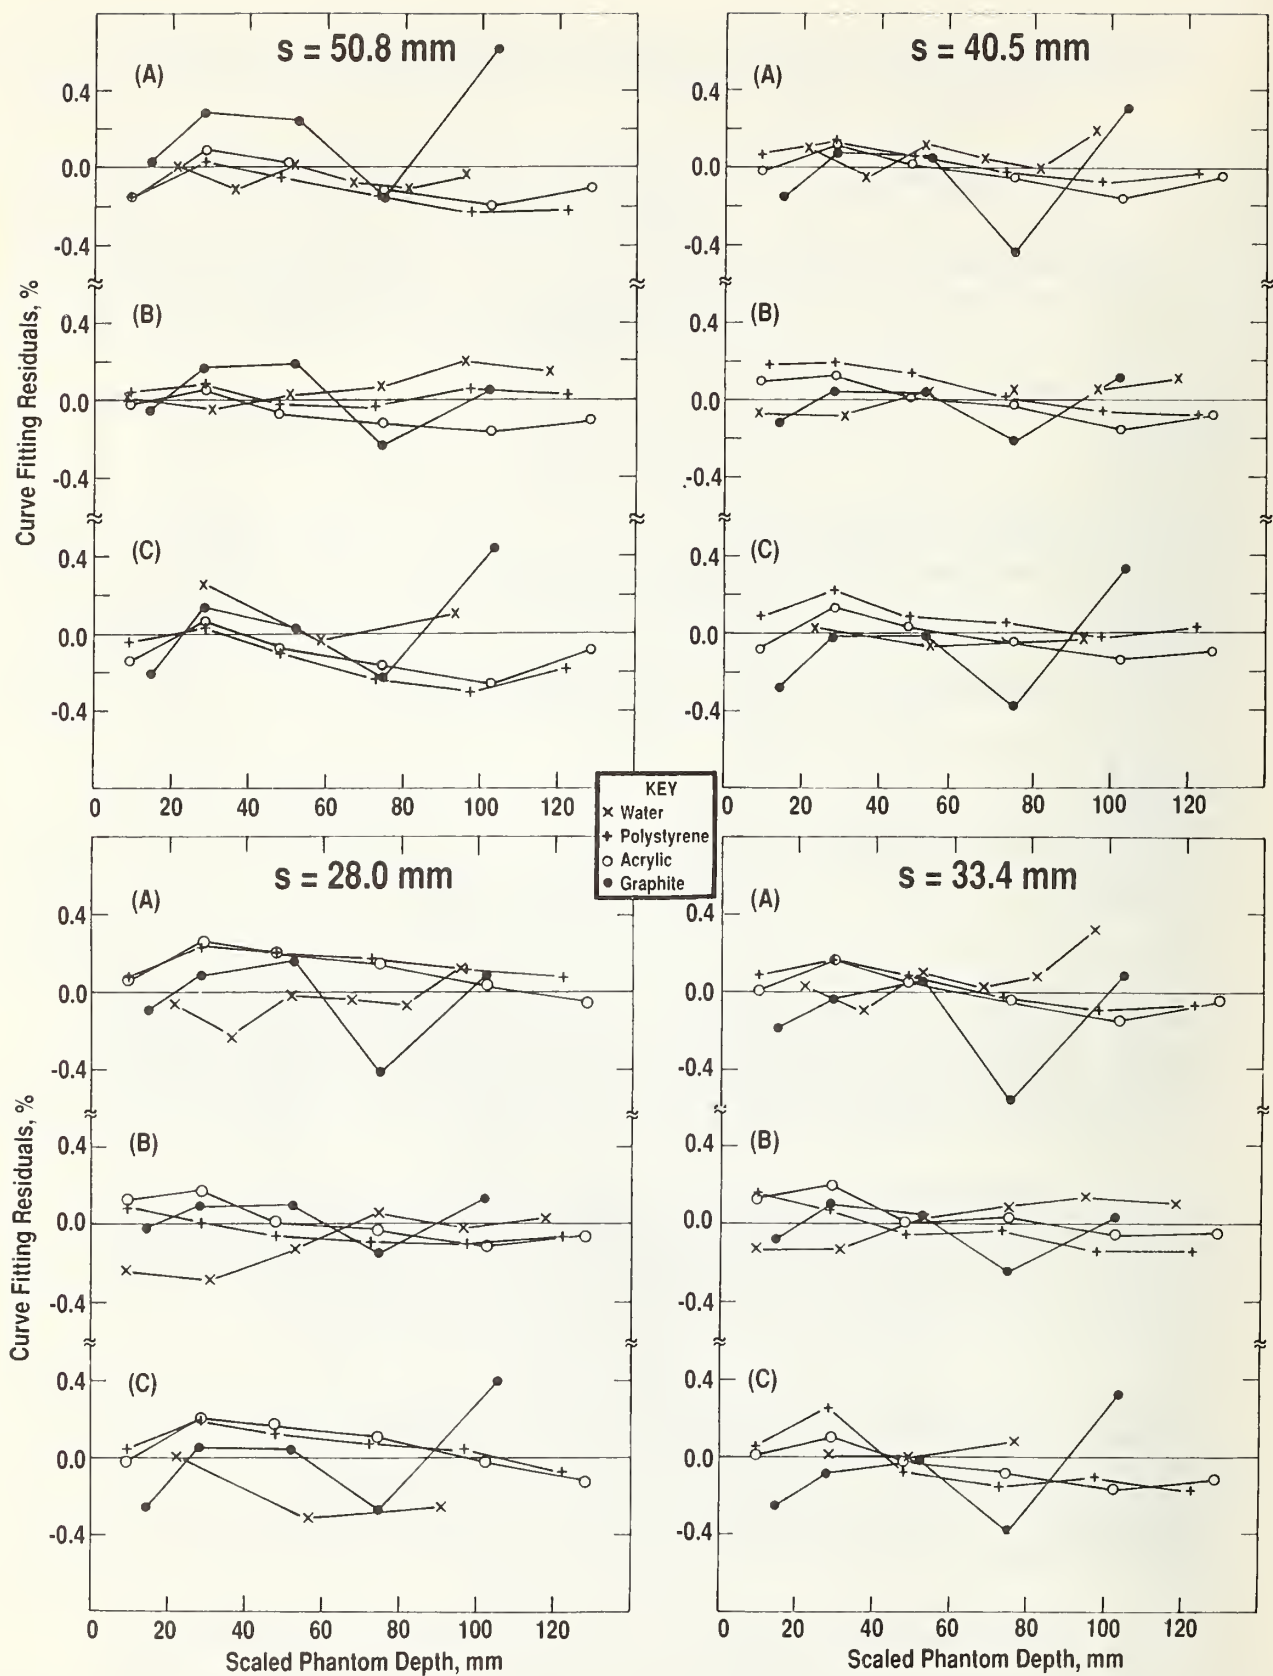 s = 50.8 mm
(A)
0.4
0.0
-0.4
(B)
0.4
0.0
-0.4
(C)
0.4
0.0
-0.4
0 20 40 60 80 100 120
Curve Fitting Residuals, %
s = 40.5 mm
(A)
0.4
0.0
-0.4
(B)
0.4
0.0
-0.4
(C)
0.4
0.0
-0.4
0 20 40 60 80 100 120
KEY
× Water
+ Polystyrene
○ Acrylic
● Graphite
s = 28.0 mm
(A)
0.4
0.0
-0.4
(B)
0.4
0.0
-0.4
(C)
0.4
0.0
-0.4
0 20 40 60 80 100 120
Curve Fitting Residuals, %
Scaled Phantom Depth, mm
s = 33.4 mm
(A)
0.4
0.0
-0.4
(B)
0.4
0.0
-0.4
(C)
0.4
0.0
-0.4
0 20 40 60 80 100 120
Scaled Phantom Depth, mm